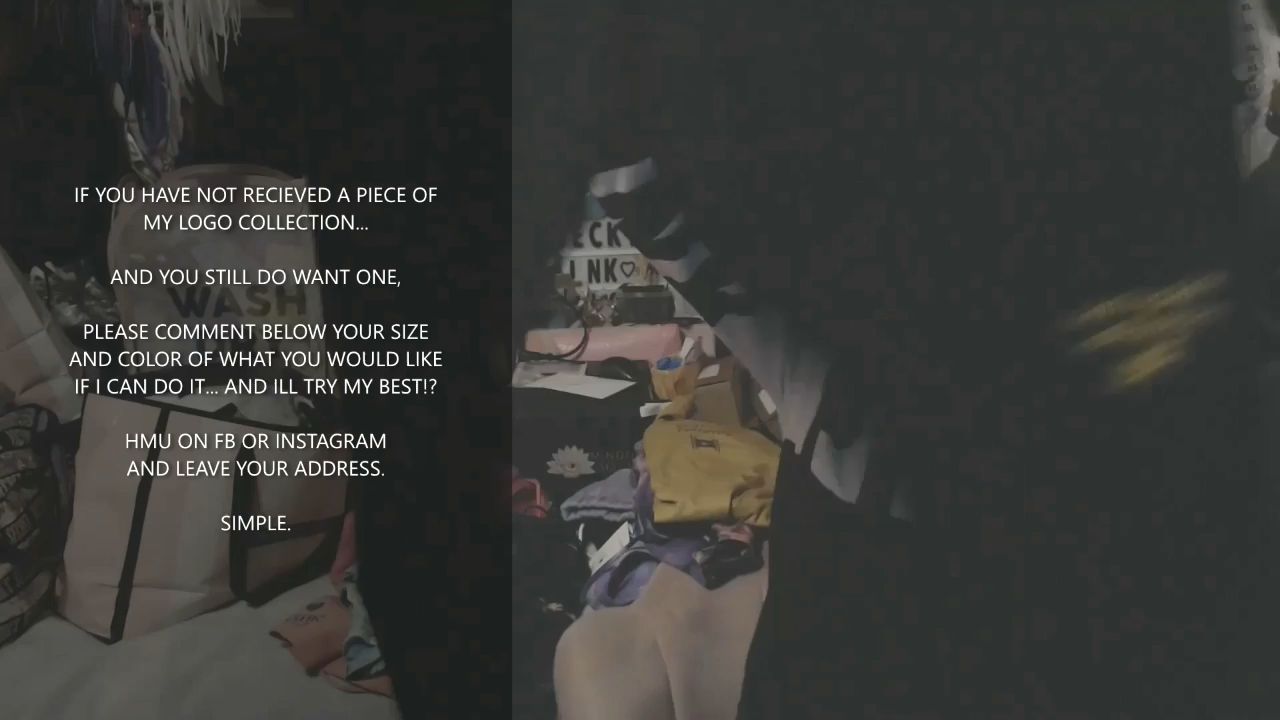 IF YOU HAVE NOT RECIEVED A PIECE OF
MY LOGO COLLECTION...
AND YOU STILL DO WANT ONE,
PLEASE COMMENT BELOW YOUR SIZE
AND COLOR OF WHAT YOU WOULD LIKE
IF I CAN DO IT... AND ILL TRY MY BEST!?
HMU ON FB OR INSTAGRAM
AND LEAVE YOUR ADDRESS.
SIMPLE.
WASH
ECK
LNK♡